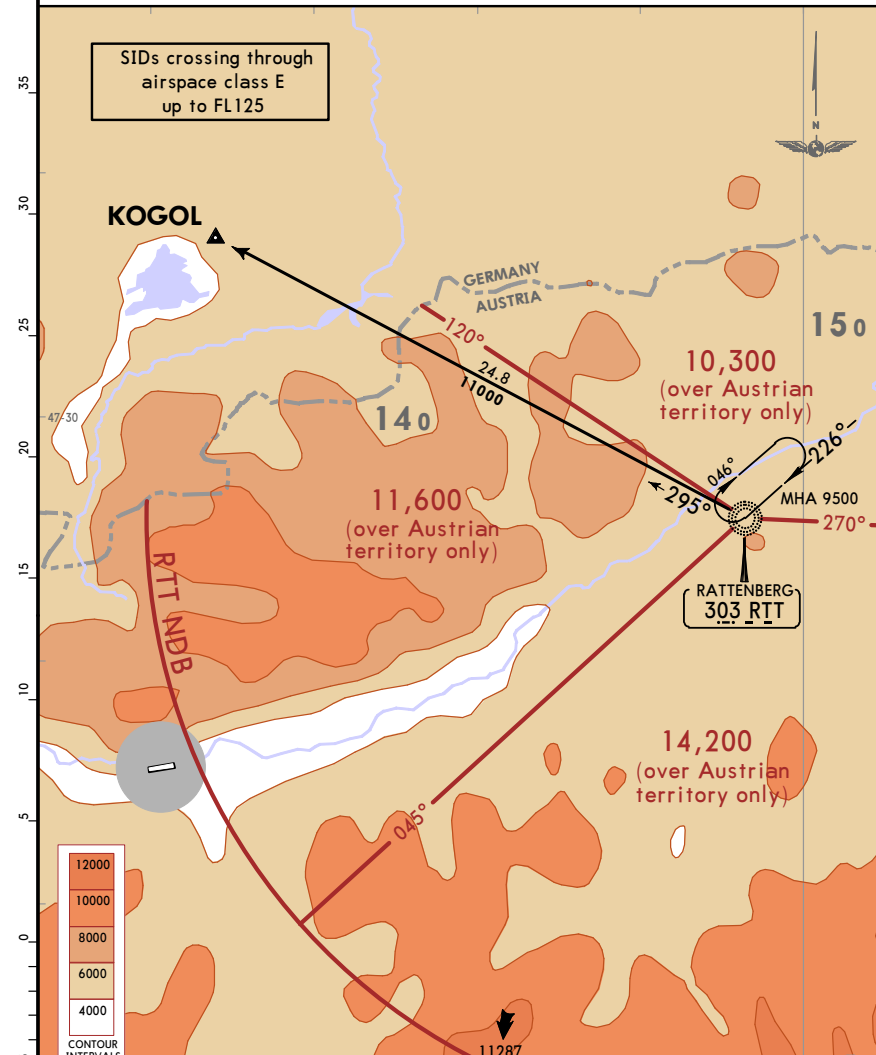 SIDs crossing through
airspace class E
up to FL125
N
35
30
KOGOL
GERMANY
AUSTRIA
25
120°
15 0
10,300
(over Austrian
territory only)
24.8
11000
47-30
14 0
20
046°
226°
11,600
(over Austrian
territory only)
295°
MHA 9500
270°
15
RTT NDB
RATTENBERG
303 RTT
10
14,200
(over Austrian
territory only)
5
045°
12000
10000
8000
6000
4000
0
CONTOUR
INTERVALS
11287